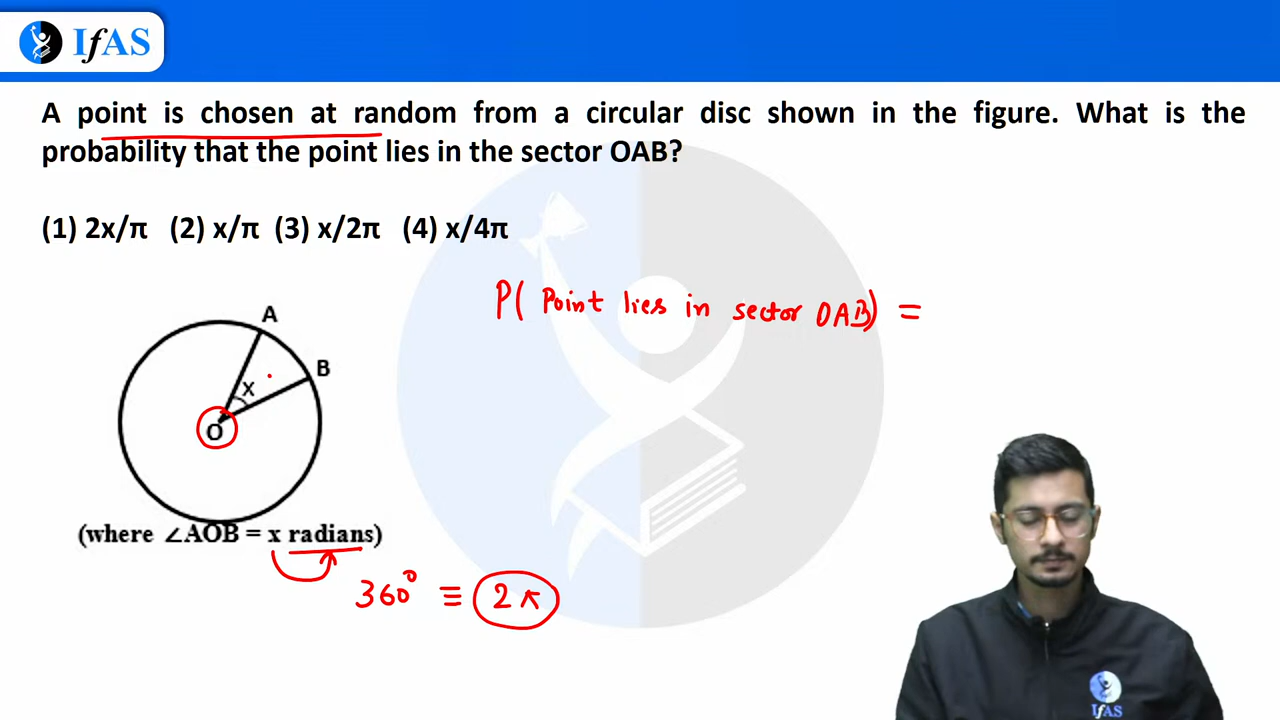 IfAS
A point is chosen at random from a circular disc shown in the figure. What is the
probability that the point lies in the sector OAB?
(1) 2x/π (2) x/π (3) x/2π (4) x/4π
P( Point lies in sector OAB) =
A
B
X
O
(where ∠AOB = x radians)
360° ≡ 2π
IfAS